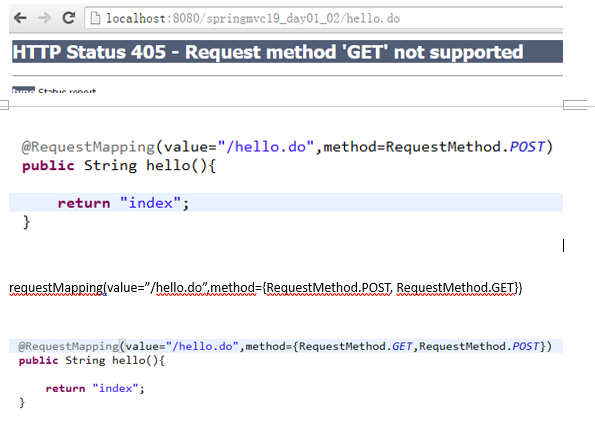 localhost:8080/springmvc19_day01_02/hello.do
HTTP Status 405 - Request method 'GET' not supported
type Status report
@RequestMapping(value="/hello.do",method=RequestMethod.POST)
public String hello(){
return "index";
}
requestMapping(value=”/hello.do”,method={RequestMethod.POST, RequestMethod.GET})
@RequestMapping(value="/hello.do",method={RequestMethod.GET,RequestMethod.POST})
public String hello(){
return "index";
}